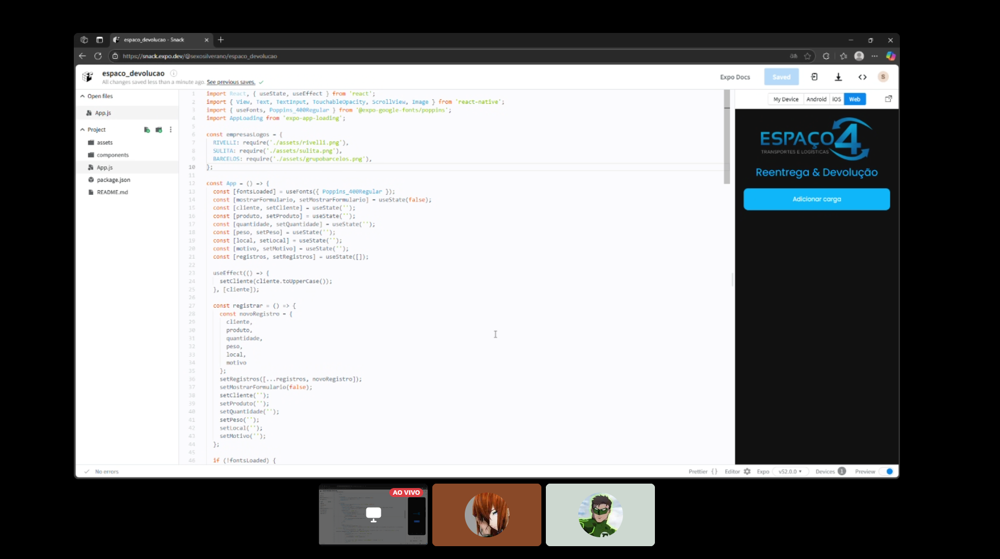 espaco_devolucao - Snack
https://snack.expo.dev/@sexosilverano/espaco_devolucao
espaco_devolucao
All changes saved less than a minute ago. See previous saves.
Expo Docs
Saved
S
Open files
App.js
Project
assets
components
App.js
package.json
README.md
1 import React, { useState, useEffect } from 'react';
2 import { View, Text, TextInput, TouchableOpacity, ScrollView, Image } from 'react-native';
3 import { useFonts, Poppins_400Regular } from '@expo-google-fonts/poppins';
4 import AppLoading from 'expo-app-loading';
5
6 const empresasLogos = {
7 RIVELLI: require('./assets/rivelli.png'),
8 SULITA: require('./assets/sulita.png'),
9 BARCELOS: require('./assets/grupobarcelos.png'),
10 };
11
12 const App = () => {
13 const [fontsLoaded] = useFonts({ Poppins_400Regular });
14 const [mostrarFormulario, setMostrarFormulario] = useState(false);
15 const [cliente, setCliente] = useState('');
16 const [produto, setProduto] = useState('');
17 const [quantidade, setQuantidade] = useState('');
18 const [peso, setPeso] = useState('');
19 const [local, setLocal] = useState('');
20 const [motivo, setMotivo] = useState('');
21 const [registros, setRegistros] = useState([]);
22
23 useEffect(() => {
24 setCliente(cliente.toUpperCase());
25 }, [cliente]);
26
27 const registrar = () => {
28 const novoRegistro = {
29 cliente,
30 produto,
31 quantidade,
32 peso,
33 local,
34 motivo
35 };
36 setRegistros([...registros, novoRegistro]);
37 setMostrarFormulario(false);
38 setCliente('');
39 setProduto('');
40 setQuantidade('');
41 setPeso('');
42 setLocal('');
43 setMotivo('');
44 };
45
46 if (!fontsLoaded) {
My Device Android iOS Web
ESPAÇO 4
TRANSPORTES E LOGÍSTICAS
Reentrega & Devolução
Adicionar carga
No errors
Prettier {} Editor Expo v52.0.0 Devices 1 Preview
AO VIVO